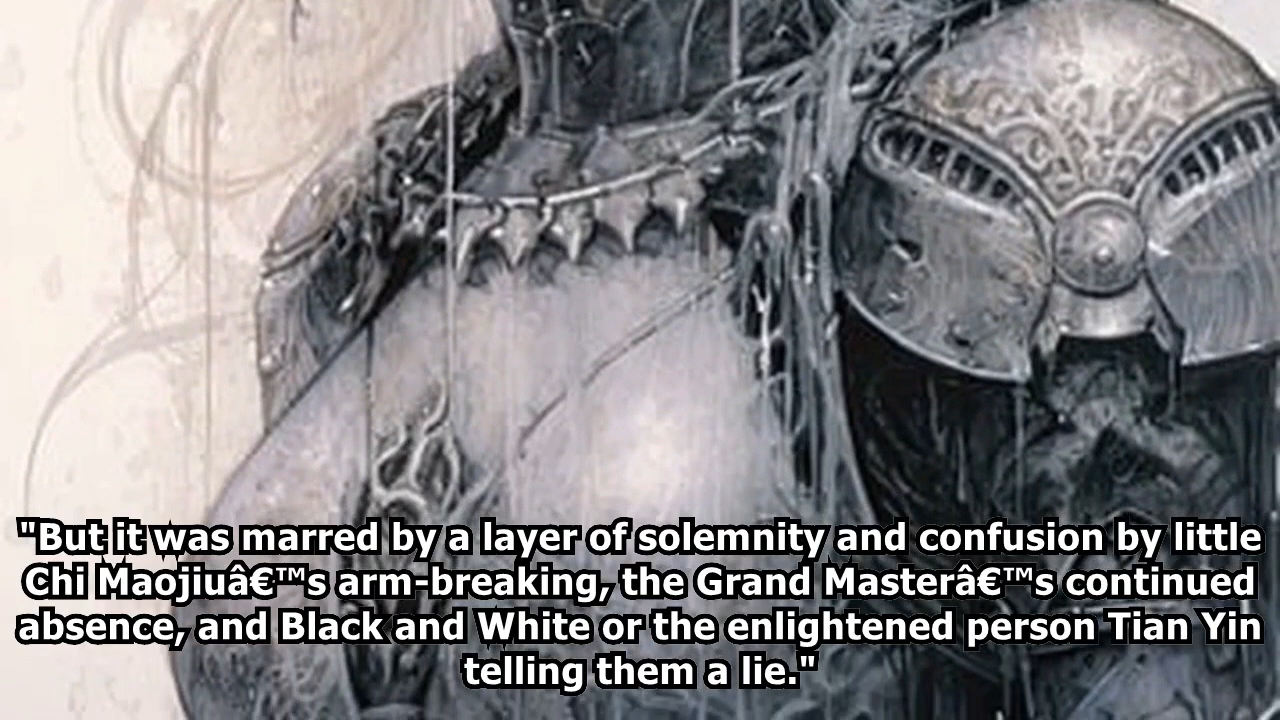 "But it was marred by a layer of solemnity and confusion by little
Chi Maojiuâ€™s arm-breaking, the Grand Masterâ€™s continued
absence, and Black and White or the enlightened person Tian Yin
telling them a lie."